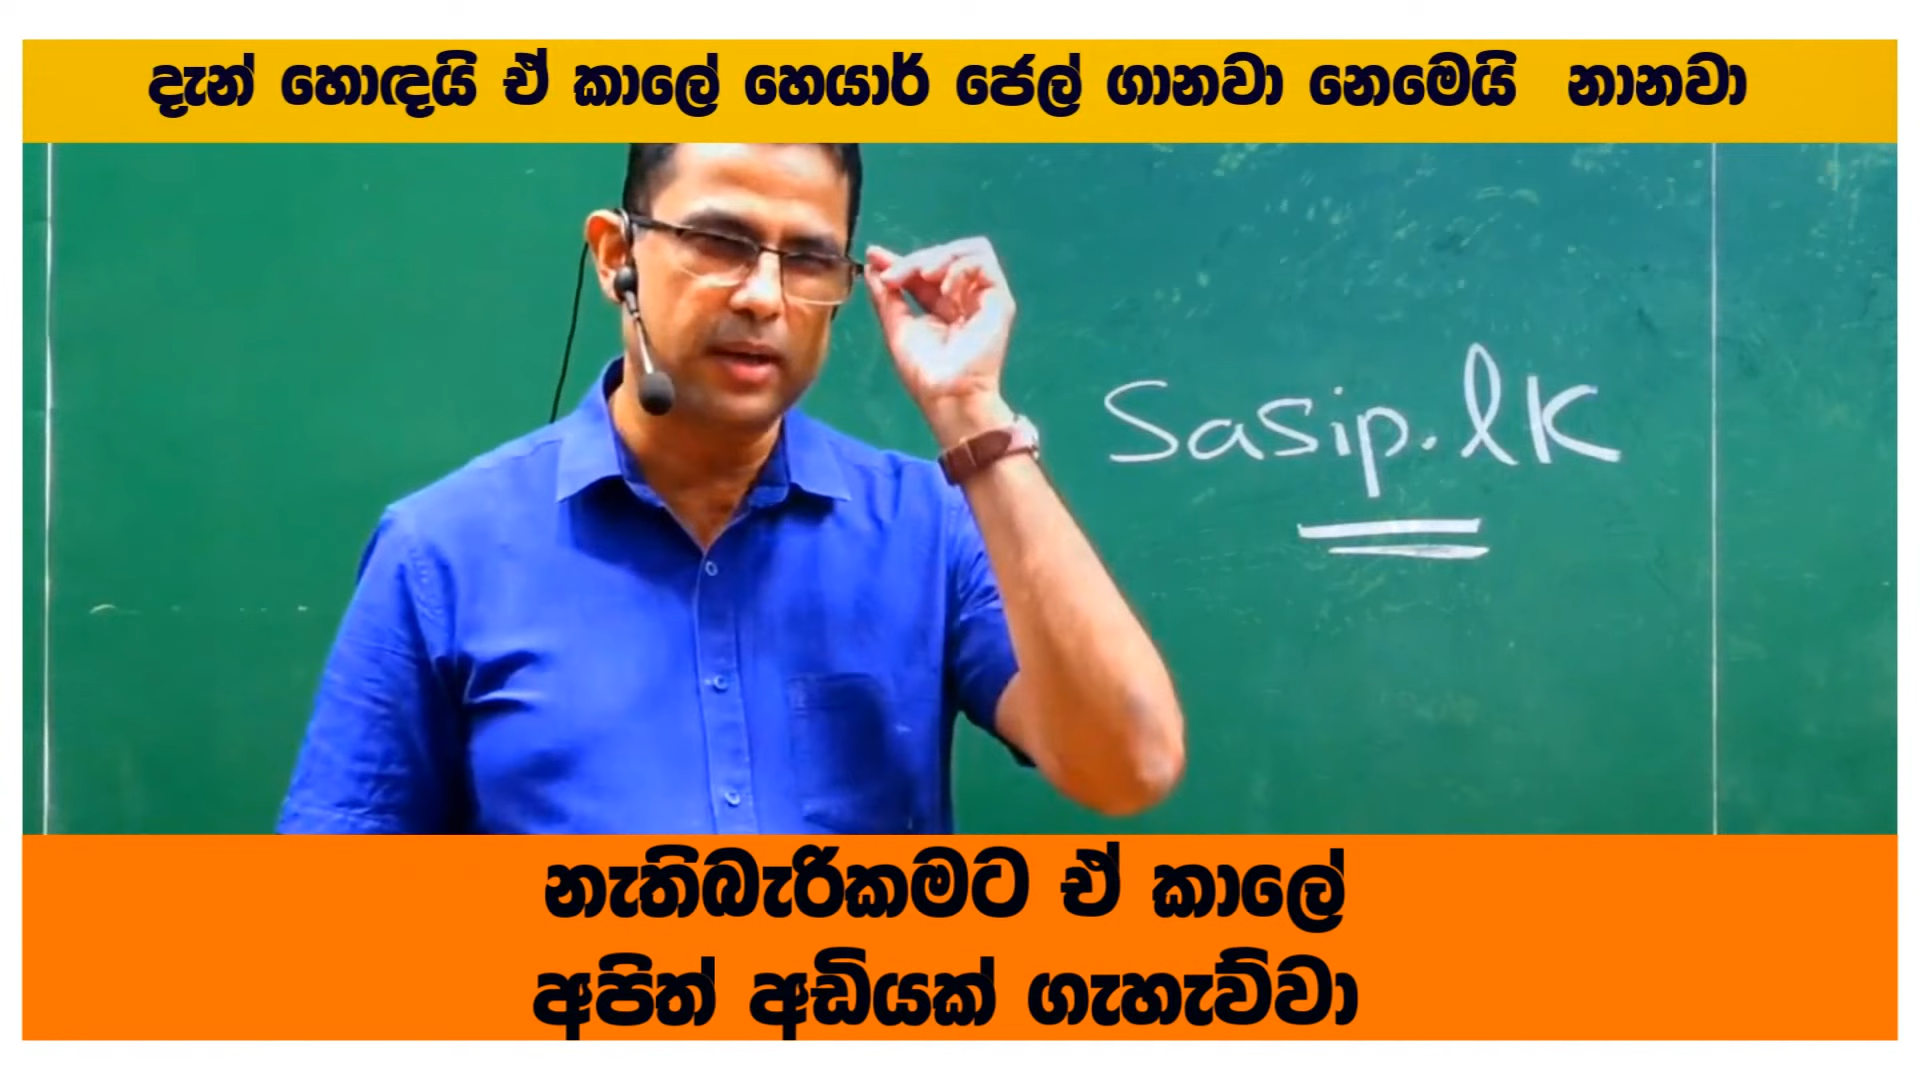 දැන් හොඳයි ඒ කාලේ හෙයාර් ජෙල් ගානවා නෙමෙයි නානවා
Sasip.lk
නැතිබැරිකමට ඒ කාලේ
අපිත් අඩියක් ගැහැව්වා